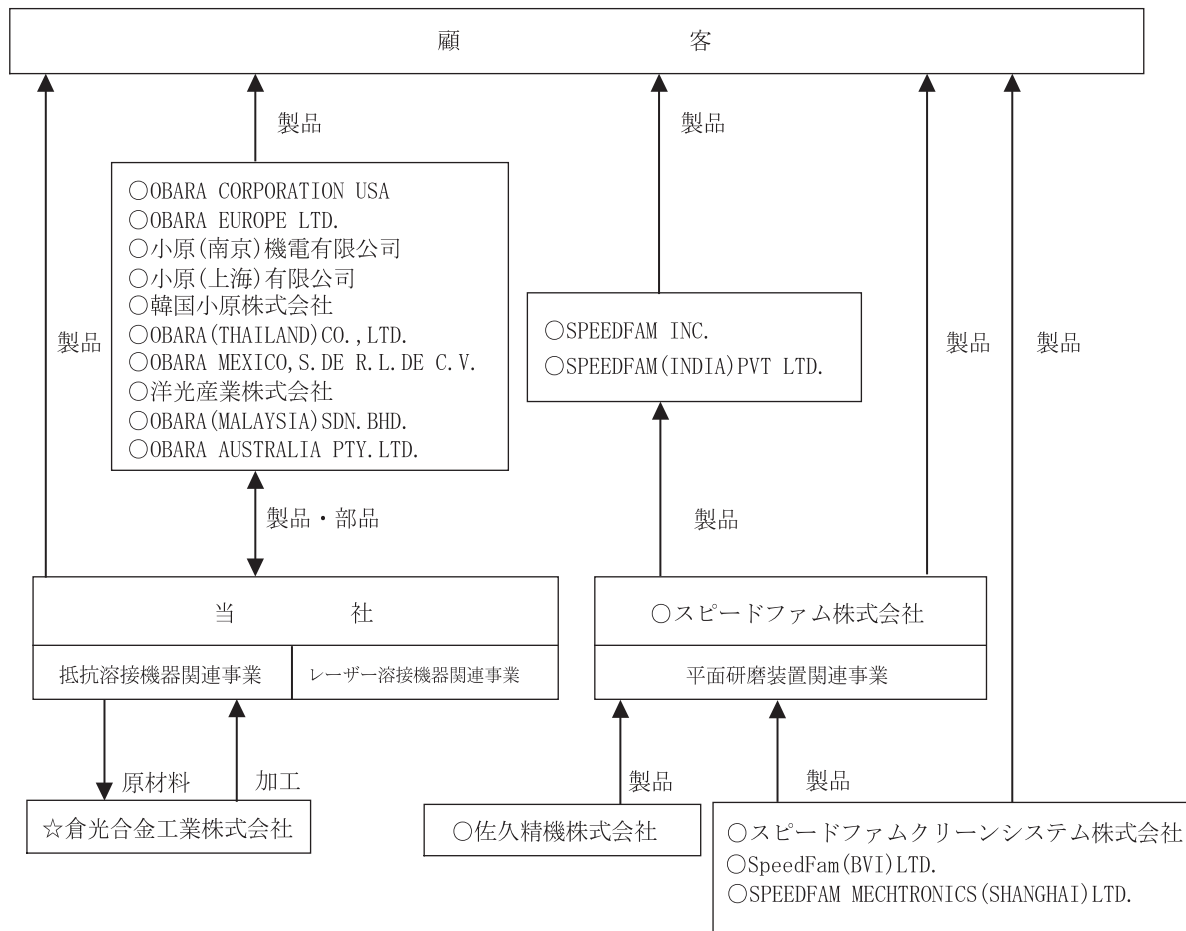 顧客
製品
製品
○OBARA CORPORATION USA
○OBARA EUROPE LTD.
○小原(南京)機電有限公司
○小原(上海)有限公司
○韓国小原株式会社
○OBARA(THAILAND)CO.,LTD.
○OBARA MEXICO,S.DE R.L.DE C.V.
○洋光産業株式会社
○OBARA(MALAYSIA)SDN.BHD.
○OBARA AUSTRALIA PTY.LTD.
○SPEEDFAM INC.
○SPEEDFAM(INDIA)PVT LTD.
製品
製品
製品
製品・部品
製品
当社
抵抗溶接機器関連事業
レーザー溶接機器関連事業
○スピードファム株式会社
平面研磨装置関連事業
原材料
加工
製品
製品
☆倉光合金工業株式会社
○佐久精機株式会社
○スピードファムクリーンシステム株式会社
○SpeedFam(BVI)LTD.
○SPEEDFAM MECHTRONICS(SHANGHAI)LTD.